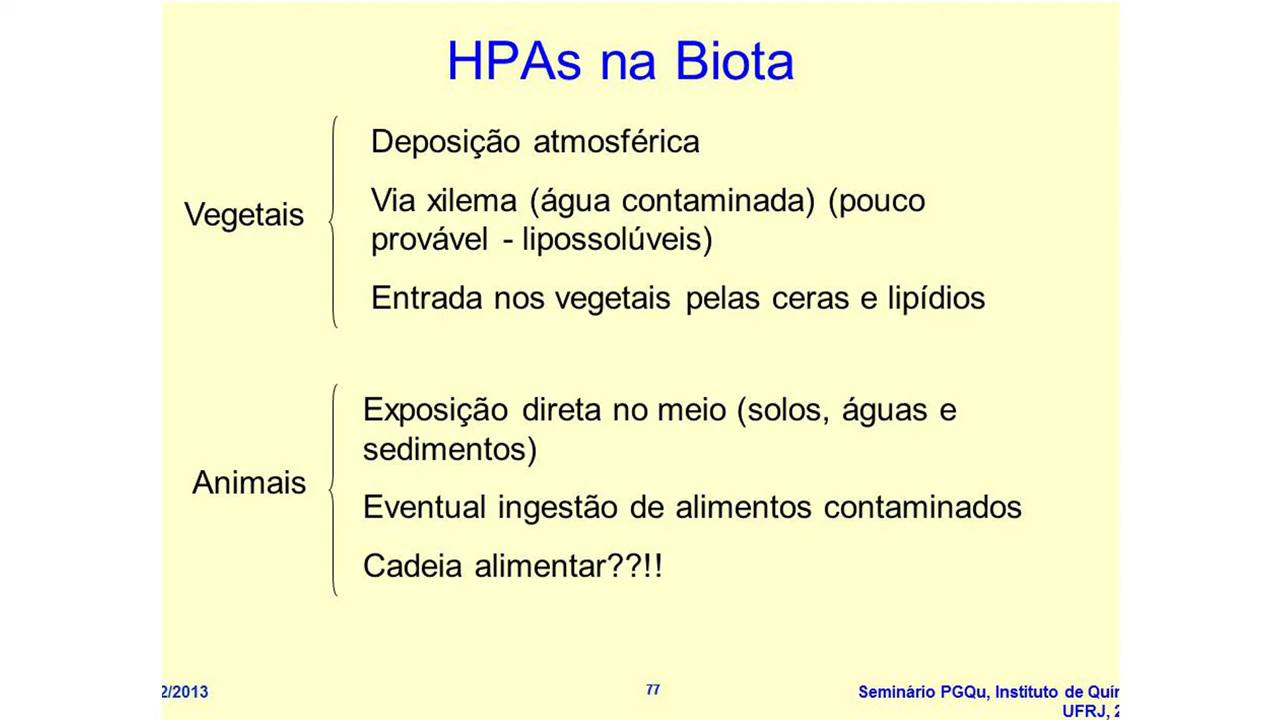 HPAs na Biota
Vegetais
Deposição atmosférica
Via xilema (água contaminada) (pouco
provável - lipossolúveis)
Entrada nos vegetais pelas ceras e lipídios
Animais
Exposição direta no meio (solos, águas e
sedimentos)
Eventual ingestão de alimentos contaminados
Cadeia alimentar??!!
2/2013
77
Seminário PGQu, Instituto de Quí
UFRJ, 2